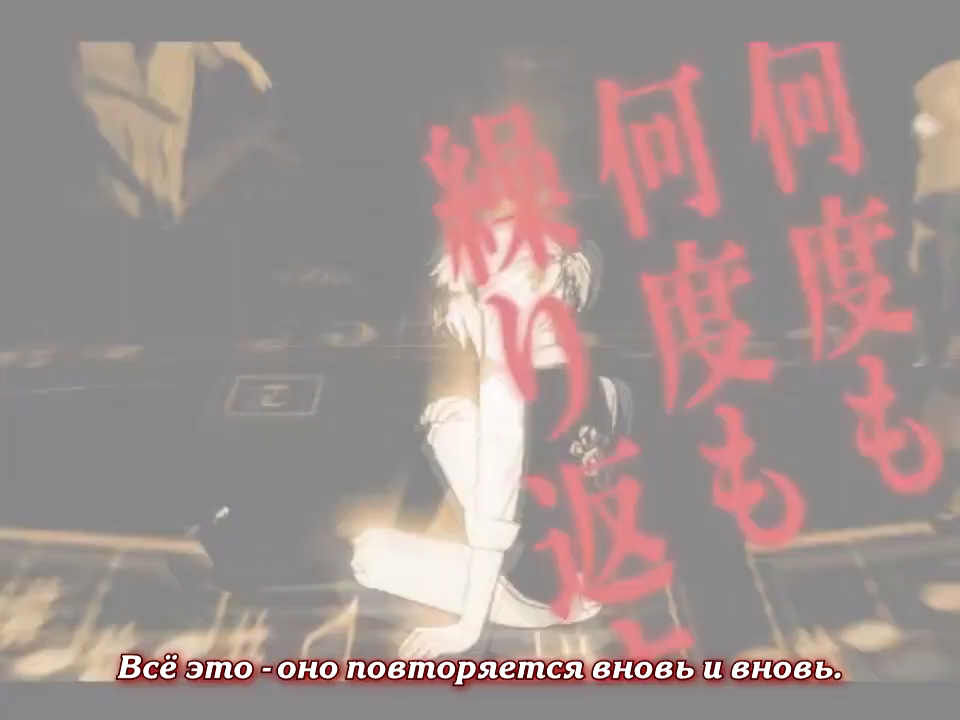 何度も
何度も
繰り返
Всё это - оно повторяется вновь и вновь.